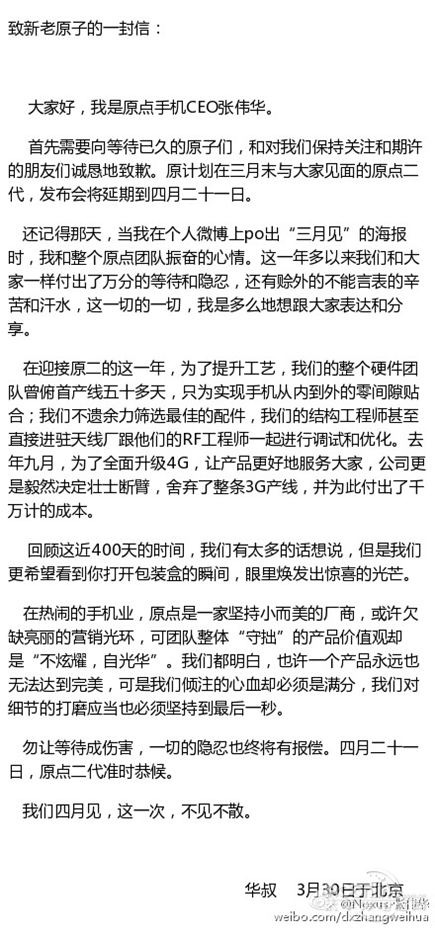 致新老原子的一封信：
大家好，我是原点手机CEO张伟华。
首先需要向等待已久的原子们，和对我们保持关注和期许
的朋友们诚恳地致歉。原计划在三月末与大家见面的原点二
代，发布会将延期到四月二十一日。
还记得那天，当我在个人微博上po出“三月见”的海报
时，我和整个原点团队振奋的心情。这一年多以来我们和大
家一样付出了万分的等待和隐忍，还有赊外的不能言表的辛
苦和汗水，这一切的一切，我是多么地想跟大家表达和分
享。
在迎接原二的这一年，为了提升工艺，我们的整个硬件团
队曾俯首产线五十多天，只为实现手机从内到外的零间隙贴
合；我们不遗余力筛选最佳的配件，我们的结构工程师甚至
直接进驻天线厂跟他们的RF工程师一起进行调试和优化。去
年九月，为了全面升级4G，让产品更好地服务大家，公司更
是毅然决定壮士断臂，舍弃了整条3G产线，并为此付出了千
万计的成本。
回顾这近400天的时间，我们有太多的话想说，但是我们
更希望看到你打开包装盒的瞬间，眼里焕发出惊喜的光芒。
在热闹的手机业，原点是一家坚持小而美的厂商，或许欠
缺亮丽的营销光环，可团队整体“守拙”的产品价值观却
是“不炫耀，自光华”。我们都明白，也许一个产品永远也
无法达到完美，可是我们倾注的心血却必须是满分，我们对
细节的打磨应当也必须坚持到最后一秒。
勿让等待成伤害，一切的隐忍也终将有报偿。四月二十一
日，原点二代准时恭候。
我们四月见，这一次，不见不散。
华叔 3月30日于北京
weibo.com/dxzhangweihua